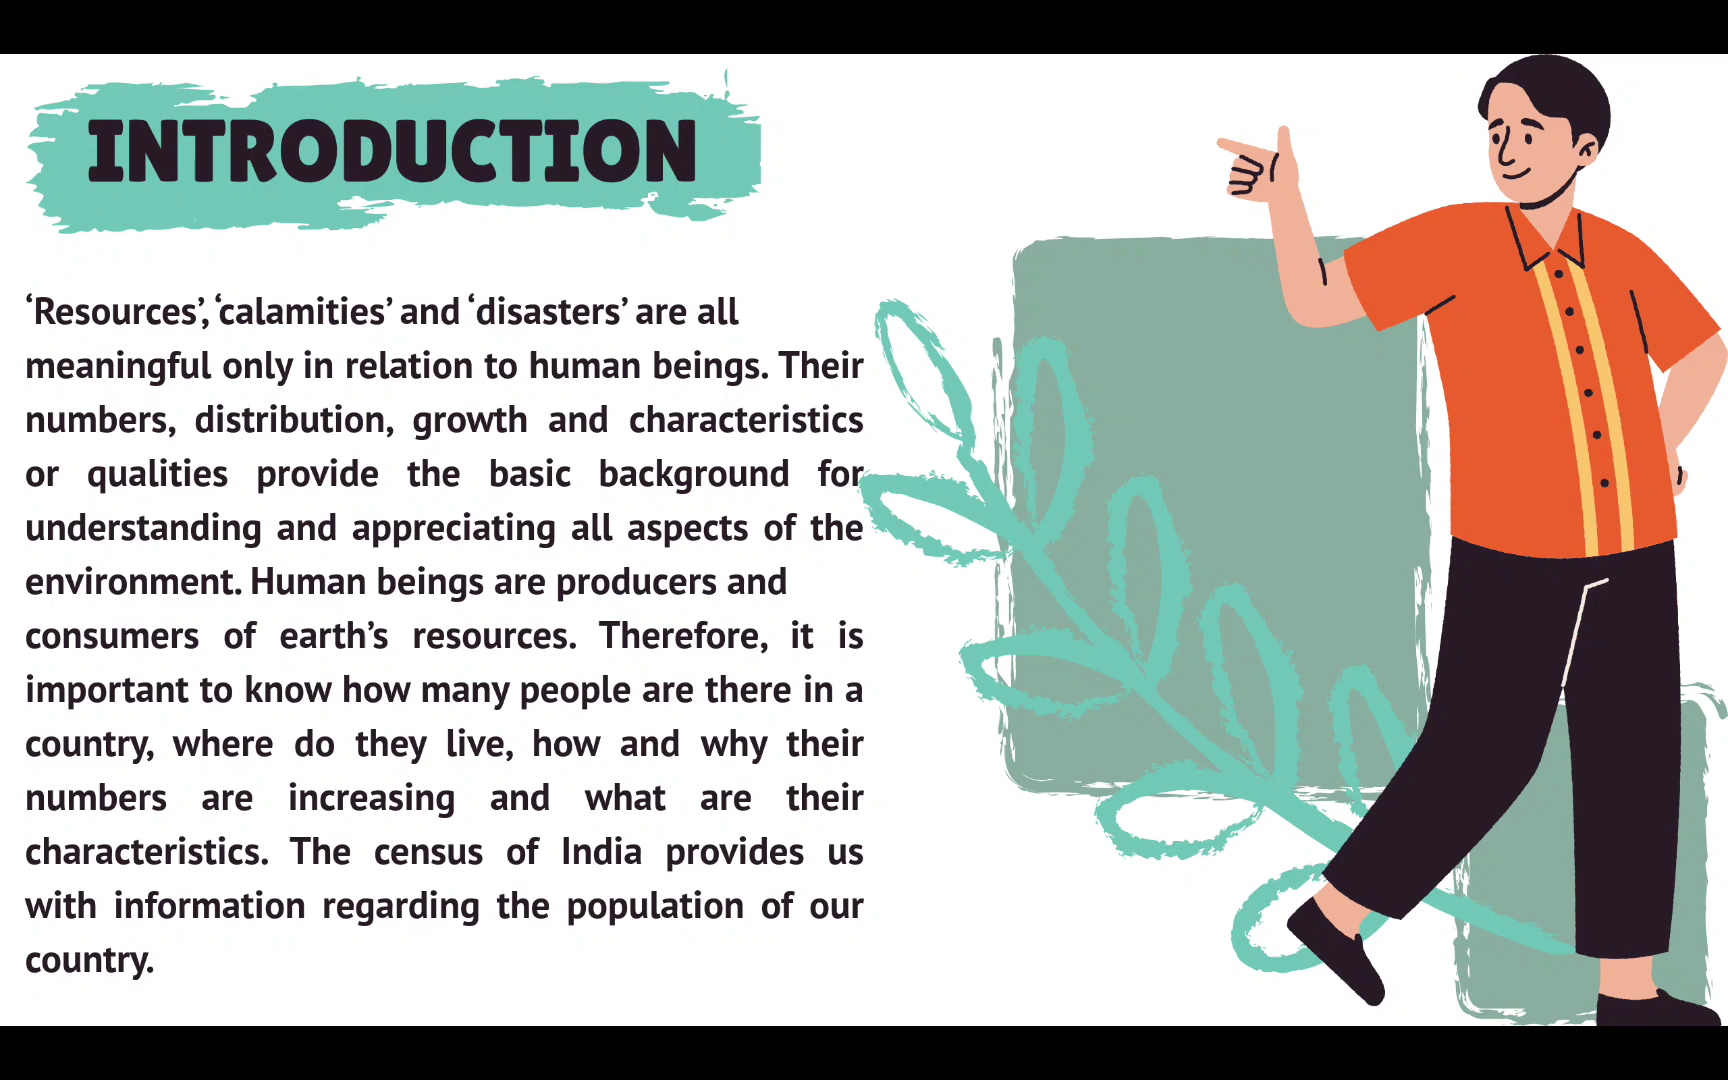 INTRODUCTION
‘Resources’, ‘calamities’ and ‘disasters’ are all
meaningful only in relation to human beings. Their
numbers, distribution, growth and characteristics
or qualities provide the basic background for
understanding and appreciating all aspects of the
environment. Human beings are producers and
consumers of earth’s resources. Therefore, it is
important to know how many people are there in a
country, where do they live, how and why their
numbers are increasing and what are their
characteristics. The census of India provides us
with information regarding the population of our
country.